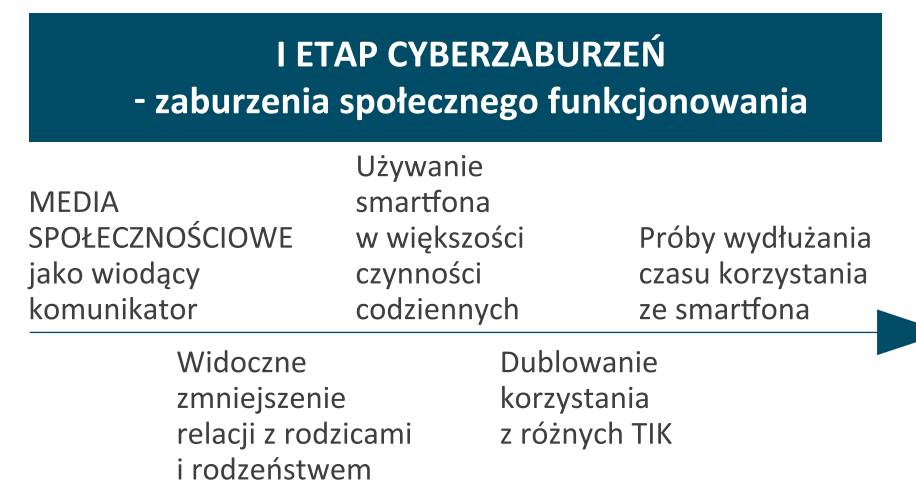 I ETAP CYBERZABURZEŃ
- zaburzenia społecznego funkcjonowania
MEDIA
SPOŁECZNOŚCIOWE
jako wiodący
komunikator
Używanie
smartfona
w większości
czynności
codziennych
Próby wydłużania
czasu korzystania
ze smartfona
Widoczne
zmniejszenie
relacji z rodzicami
i rodzeństwem
Dublowanie
korzystania
z różnych TIK